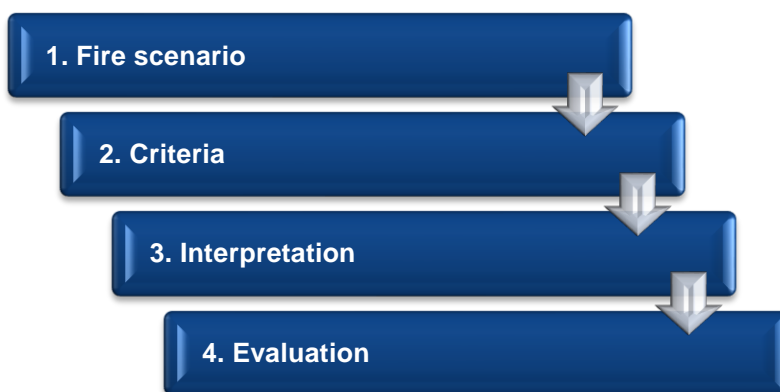 1. Fire scenario
2. Criteria
3. Interpretation
4. Evaluation